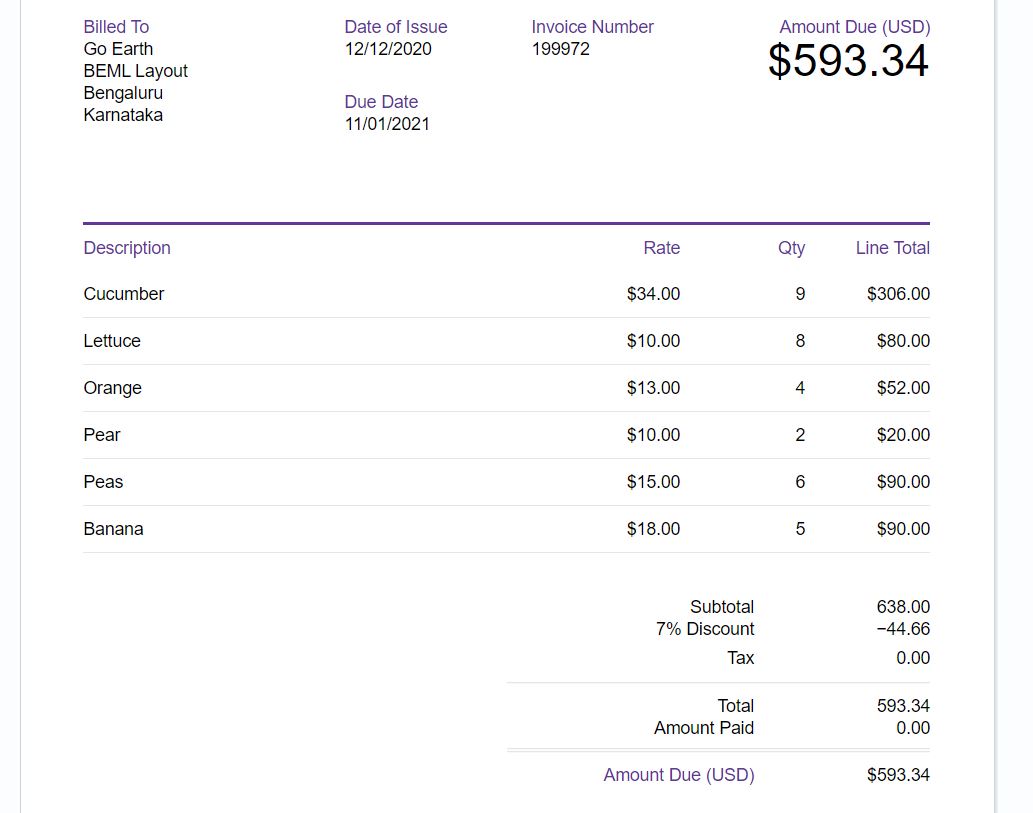 Billed To
Go Earth
BEML Layout
Bengaluru
Karnataka
Date of Issue
12/12/2020
Due Date
11/01/2021
Invoice Number
199972
Amount Due (USD)
$593.34
Description Rate Qty Line Total
Cucumber $34.00 9 $306.00
Lettuce $10.00 8 $80.00
Orange $13.00 4 $52.00
Pear $10.00 2 $20.00
Peas $15.00 6 $90.00
Banana $18.00 5 $90.00
Subtotal 638.00
7% Discount −44.66
Tax 0.00
Total 593.34
Amount Paid 0.00
Amount Due (USD) $593.34